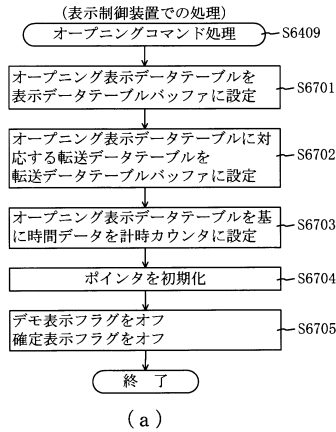 (表示制御装置での処理)
オープニングコマンド処理
S6409
オープニング表示データテーブルを
表示データテーブルバッファに設定
S6701
オープニング表示データテーブルに対
応する転送データテーブルを
転送データテーブルバッファに設定
S6702
オープニング表示データテーブルを基
に時間データを計時カウンタに設定
S6703
ポインタを初期化
S6704
デモ表示フラグをオフ
確定表示フラグをオフ
S6705
終 了
(a)